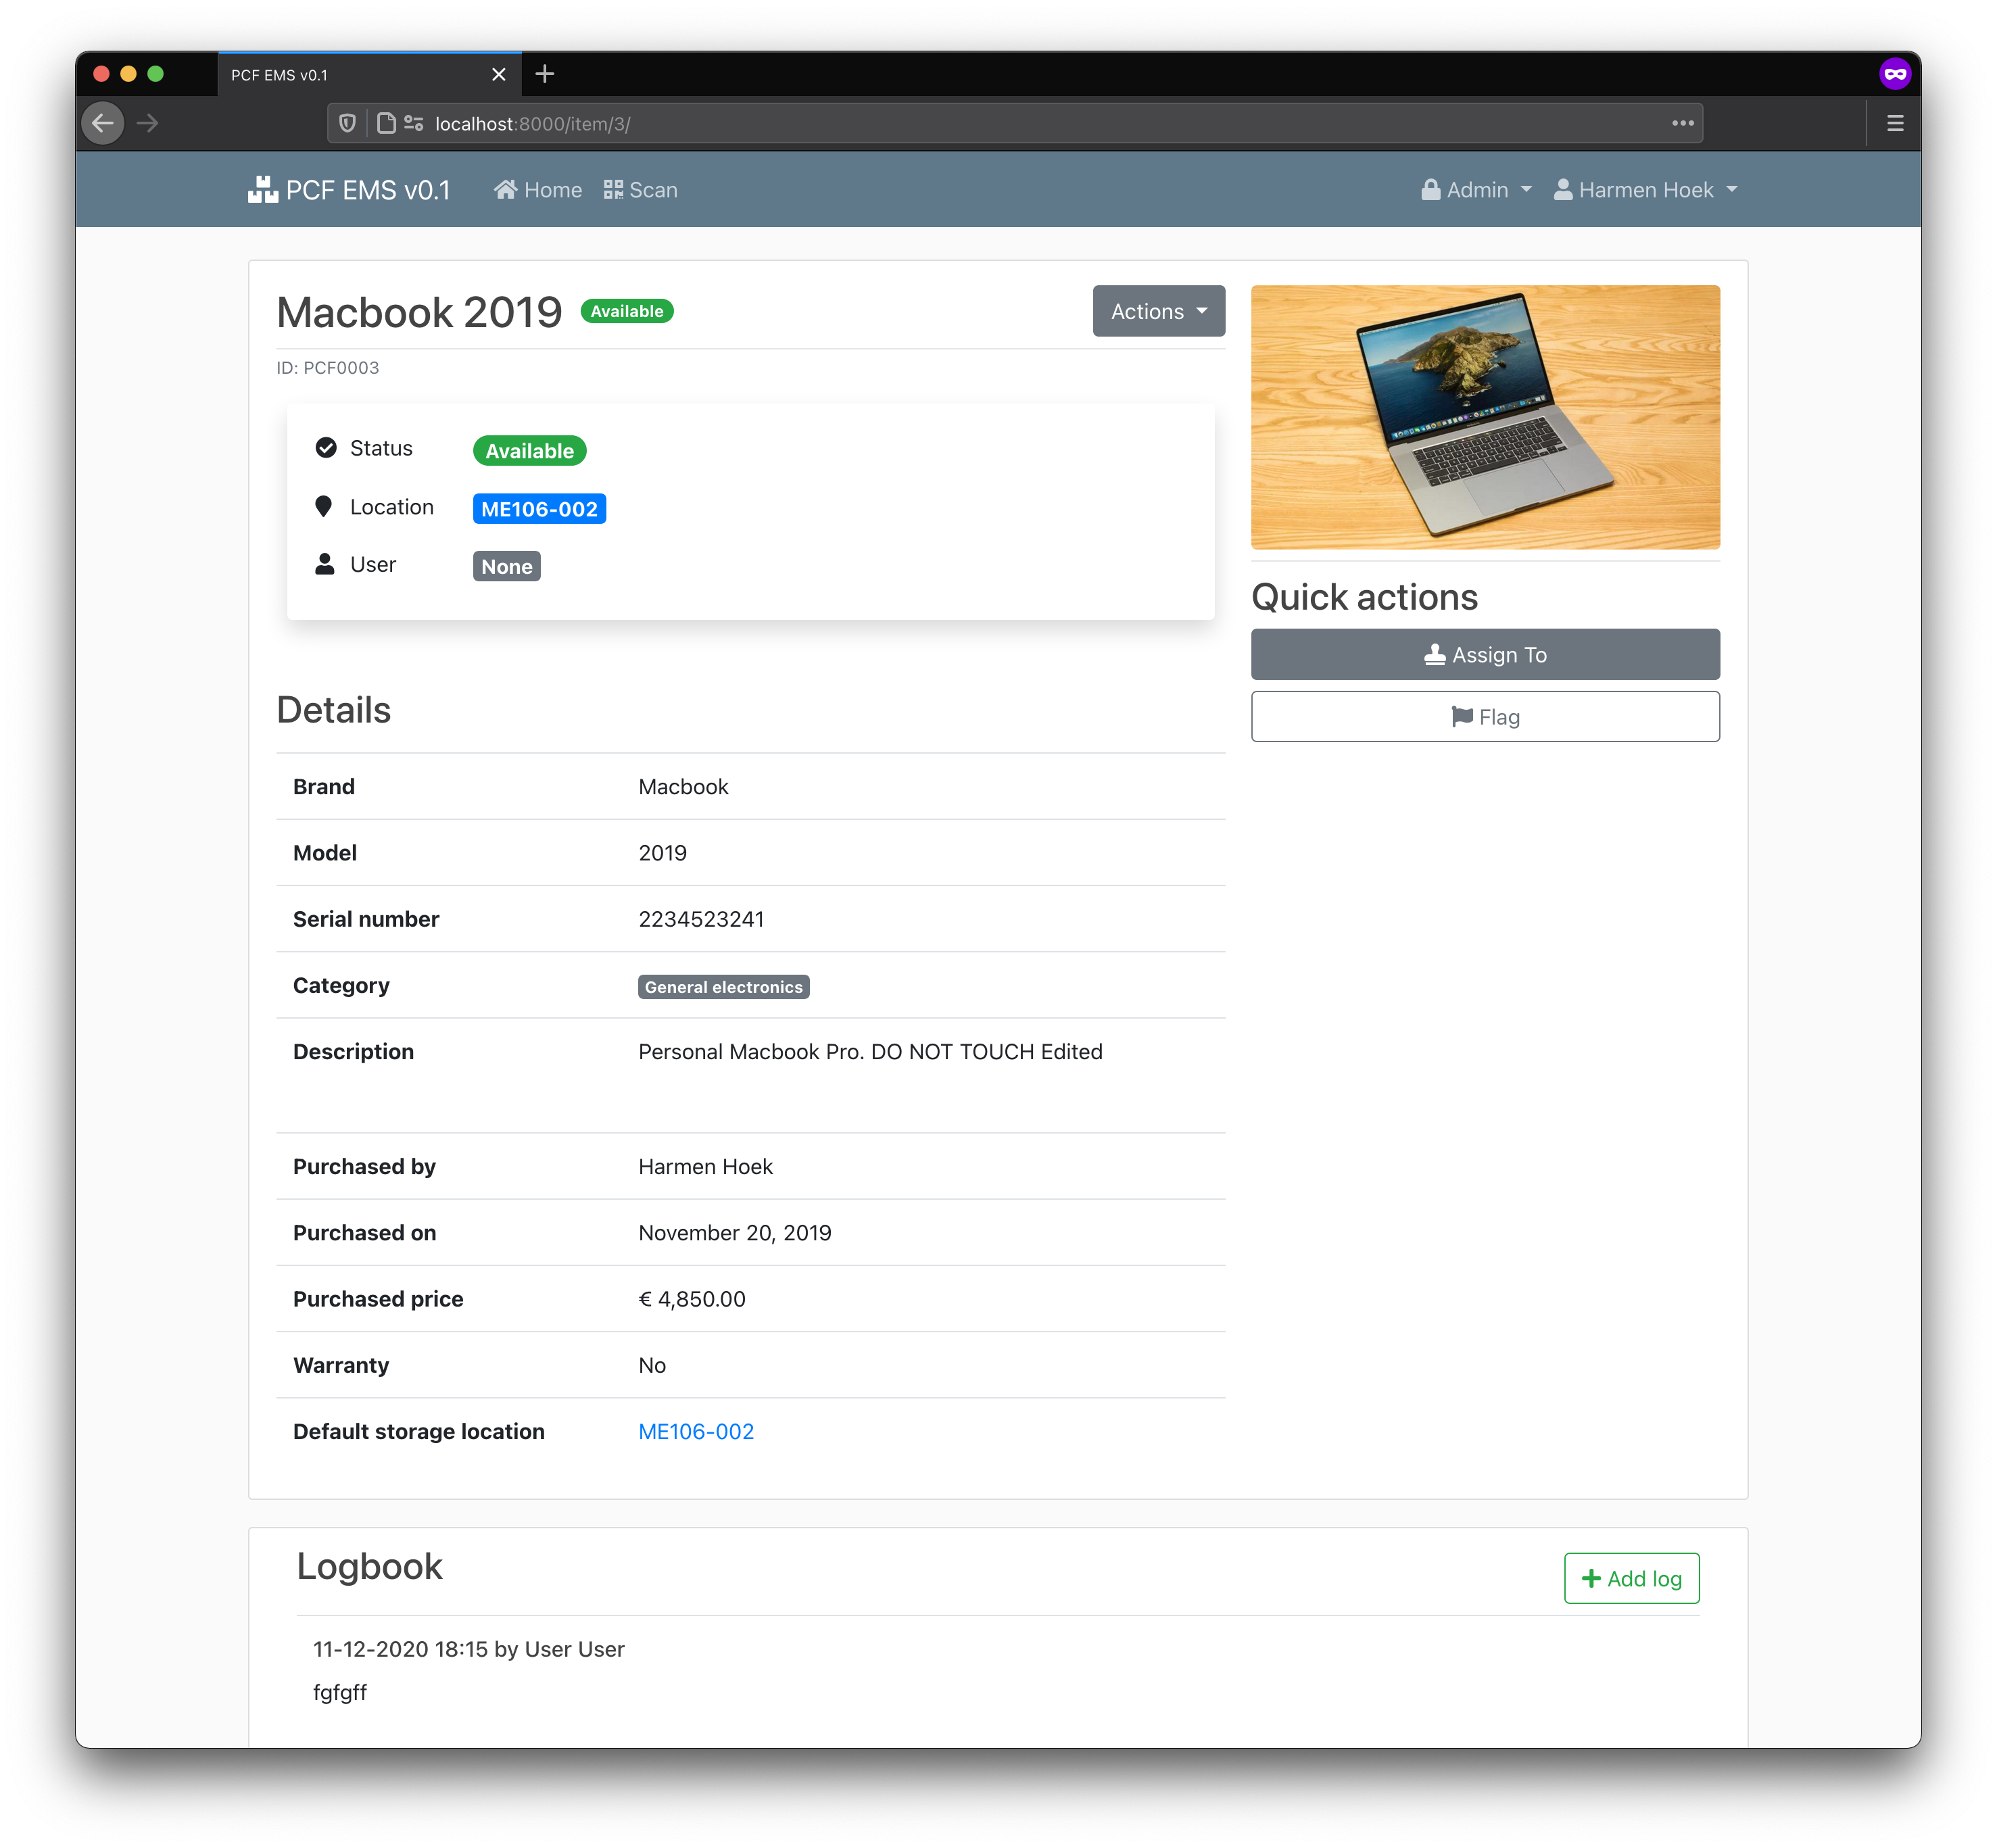 PCF EMS v0.1
localhost:8000/item/3/
PCF EMS v0.1 Home Scan Admin Harmen Hoek
Macbook 2019 Available Actions
ID: PCF0003
Status Available
Location ME106-002
User None
Quick actions
Assign To
Flag
Details
Brand Macbook
Model 2019
Serial number 2234523241
Category General electronics
Description Personal Macbook Pro. DO NOT TOUCH Edited
Purchased by Harmen Hoek
Purchased on November 20, 2019
Purchased price € 4,850.00
Warranty No
Default storage location ME106-002
Logbook Add log
11-12-2020 18:15 by User User
fgfgff